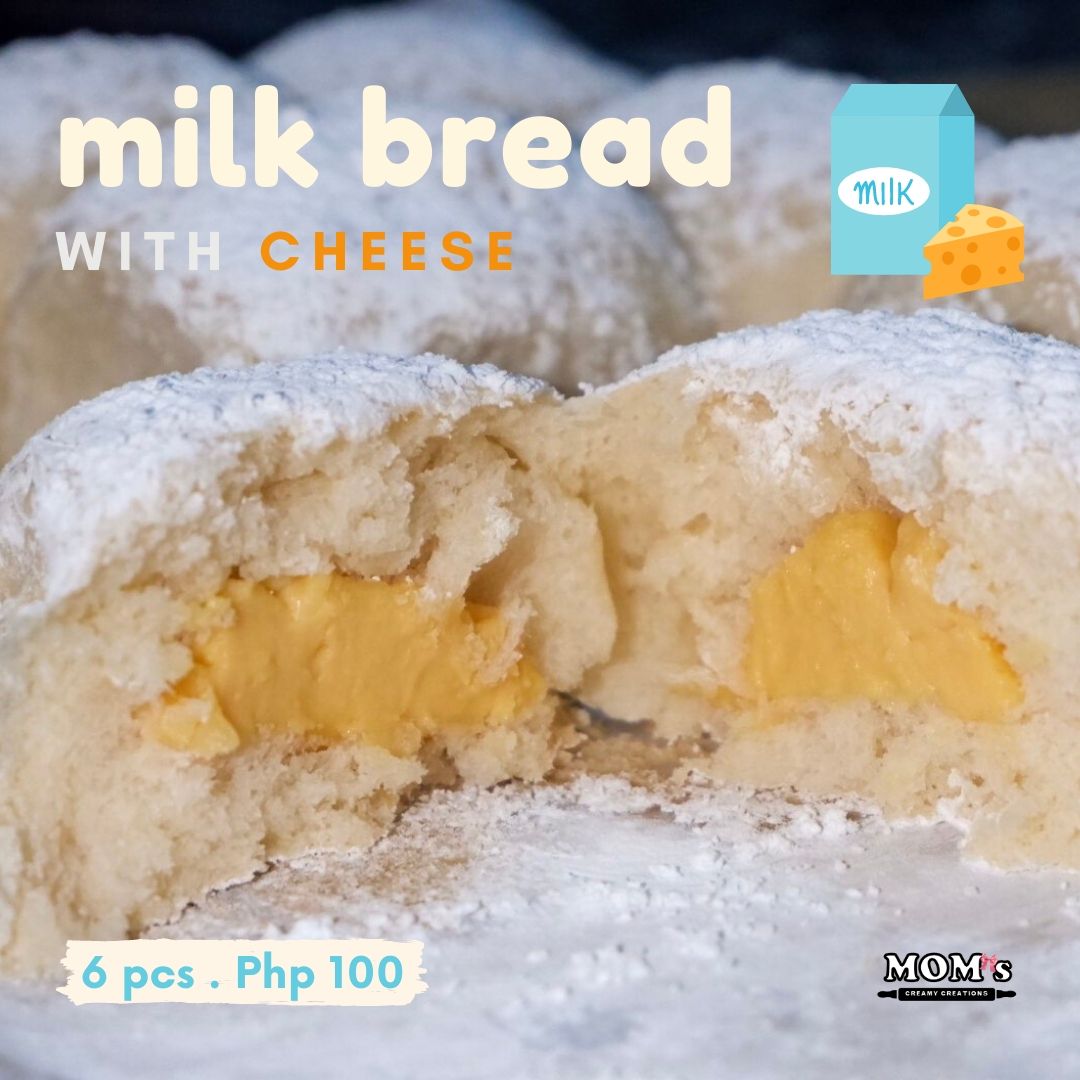 milk bread
WITH CHEESE
MILK
6 pcs . Php 100
MOM's
CREAMY CREATIONS